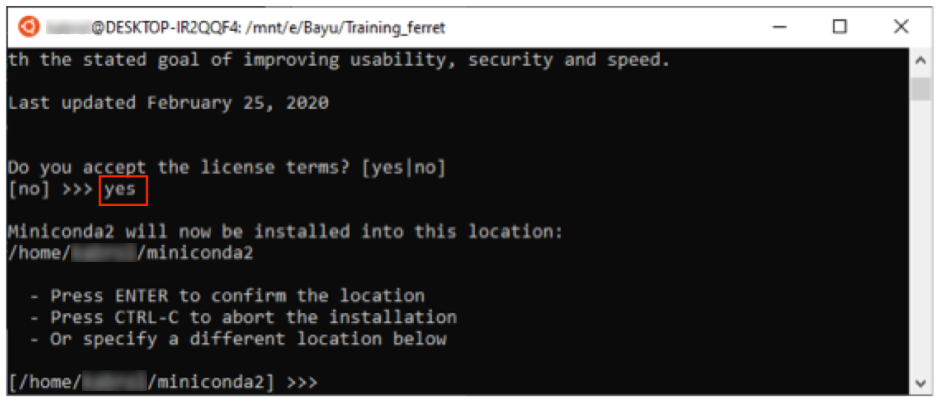 @DESKTOP-IR2QQF4: /mnt/e/Bayu/Training_ferret
th the stated goal of improving usability, security and speed.
Last updated February 25, 2020
Do you accept the license terms? [yes|no]
[no] >>> yes
Miniconda2 will now be installed into this location:
/home/ /miniconda2
- Press ENTER to confirm the location
- Press CTRL-C to abort the installation
- Or specify a different location below
[/home/ /miniconda2] >>>